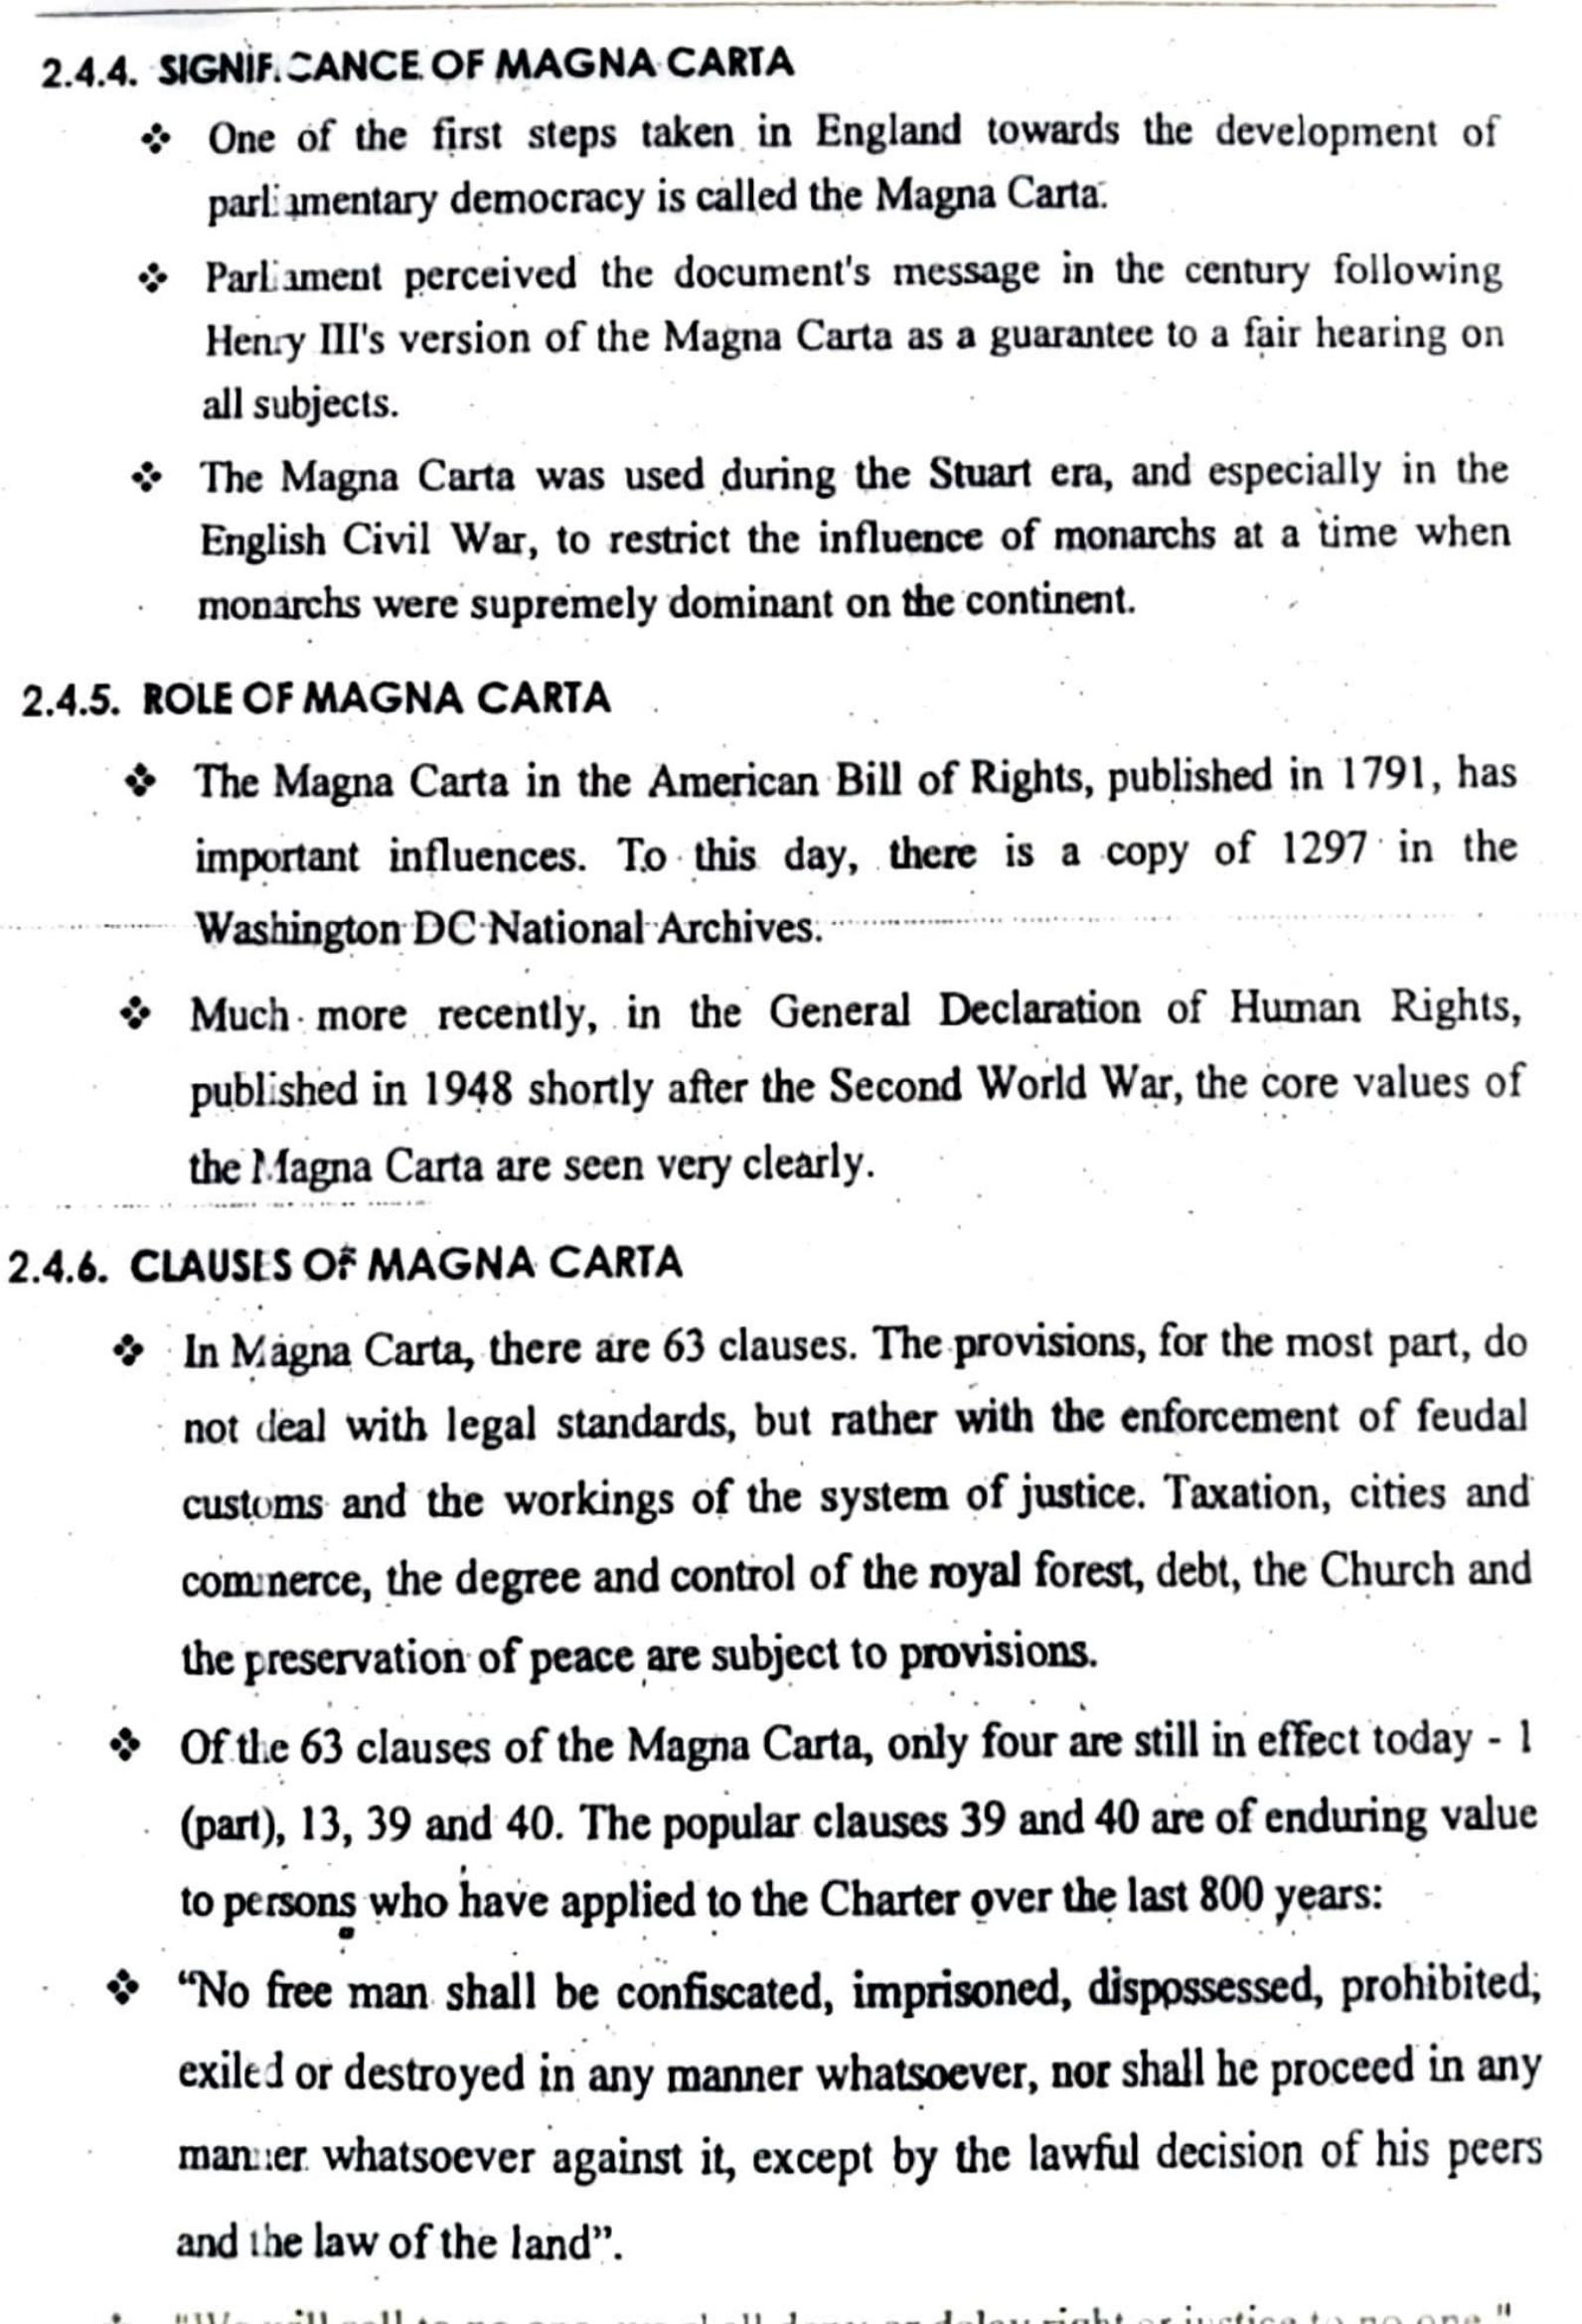 2.4.4. SIGNIFICANCE OF MAGNA CARTA
❖ One of the first steps taken in England towards the development of
parliamentary democracy is called the Magna Carta.
❖ Parliament perceived the document's message in the century following
Henry III's version of the Magna Carta as a guarantee to a fair hearing on
all subjects.
❖ The Magna Carta was used during the Stuart era, and especially in the
English Civil War, to restrict the influence of monarchs at a time when
monarchs were supremely dominant on the continent.
2.4.5. ROLE OF MAGNA CARTA
❖ The Magna Carta in the American Bill of Rights, published in 1791, has
important influences. To this day, there is a copy of 1297 in the
Washington DC National Archives.
❖ Much more recently, in the General Declaration of Human Rights,
published in 1948 shortly after the Second World War, the core values of
the Magna Carta are seen very clearly.
2.4.6. CLAUSES OF MAGNA CARTA
❖ In Magna Carta, there are 63 clauses. The provisions, for the most part, do
not deal with legal standards, but rather with the enforcement of feudal
customs and the workings of the system of justice. Taxation, cities and
commerce, the degree and control of the royal forest, debt, the Church and
the preservation of peace are subject to provisions.
❖ Of the 63 clauses of the Magna Carta, only four are still in effect today - 1
(part), 13, 39 and 40. The popular clauses 39 and 40 are of enduring value
to persons who have applied to the Charter over the last 800 years:
❖ “No free man shall be confiscated, imprisoned, dispossessed, prohibited,
exiled or destroyed in any manner whatsoever, nor shall he proceed in any
manner whatsoever against it, except by the lawful decision of his peers
and the law of the land”.